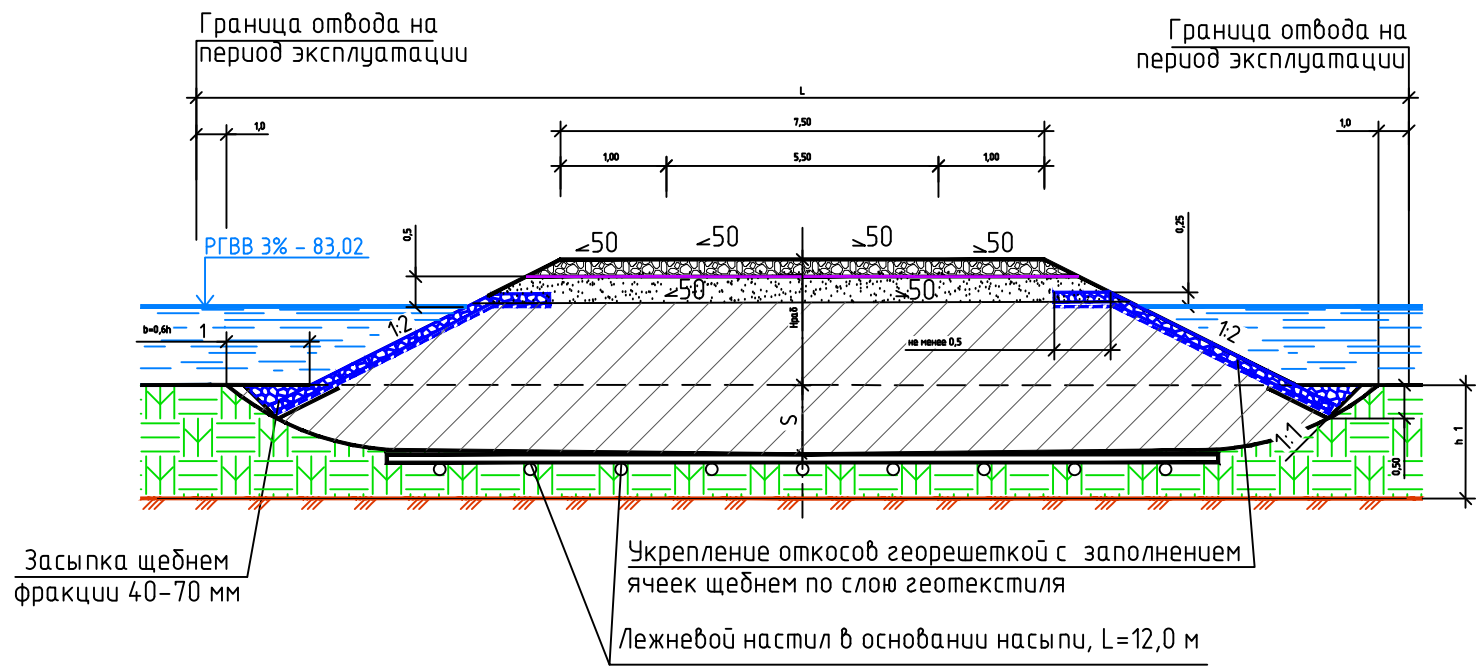 Граница отвода на
период эксплуатации
Граница отвода на
период эксплуатации
L
1,0
7,50
1,0
1,00
5,50
1,00
0,5
0,25
РГВВ 3% - 83,02
≤50
≤50
≥50
≥50
≤50
≥50
Hраб
b=0,6h
1
1:2
не менее 0,5
1:2
S
1:1
0,50
h 1
Засыпка щебнем
фракции 40-70 мм
Укрепление откосов георешеткой с заполнением
ячеек щебнем по слою геотекстиля
Лежневой настил в основании насыпи, L=12,0 м